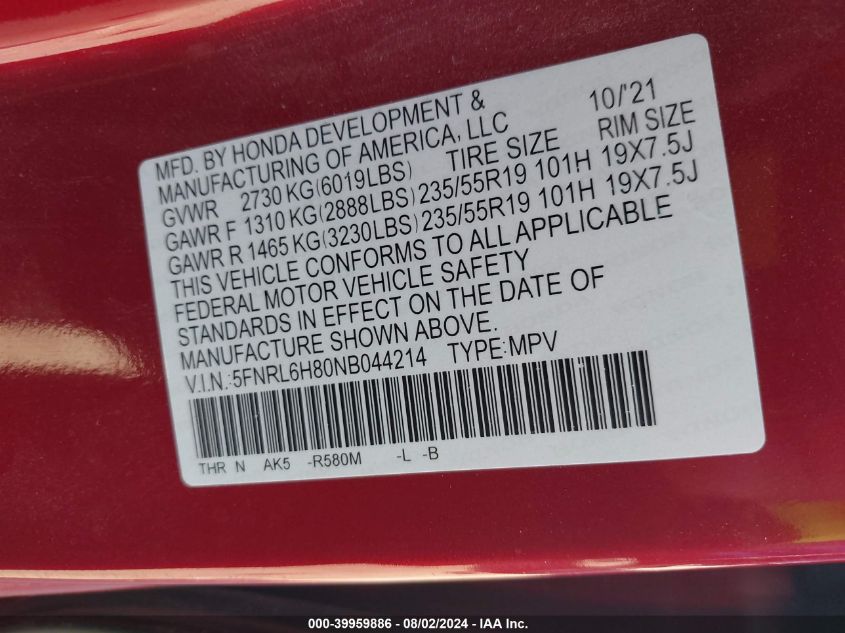 MFD. BY HONDA DEVELOPMENT & 10/'21
MANUFACTURING OF AMERICA, LLC
GVWR 2730 KG(6019LBS) TIRE SIZE RIM SIZE
GAWR F 1310 KG(2888LBS) 235/55R19 101H 19X7.5J
GAWR R 1465 KG(3230LBS) 235/55R19 101H 19X7.5J
THIS VEHICLE CONFORMS TO ALL APPLICABLE
FEDERAL MOTOR VEHICLE SAFETY
STANDARDS IN EFFECT ON THE DATE OF
MANUFACTURE SHOWN ABOVE.
V.I.N.:5FNRL6H80NB044214 TYPE:MPV
THR N AK5 -R580M -L -B
000-39959886 - 08/02/2024 - IAA Inc.